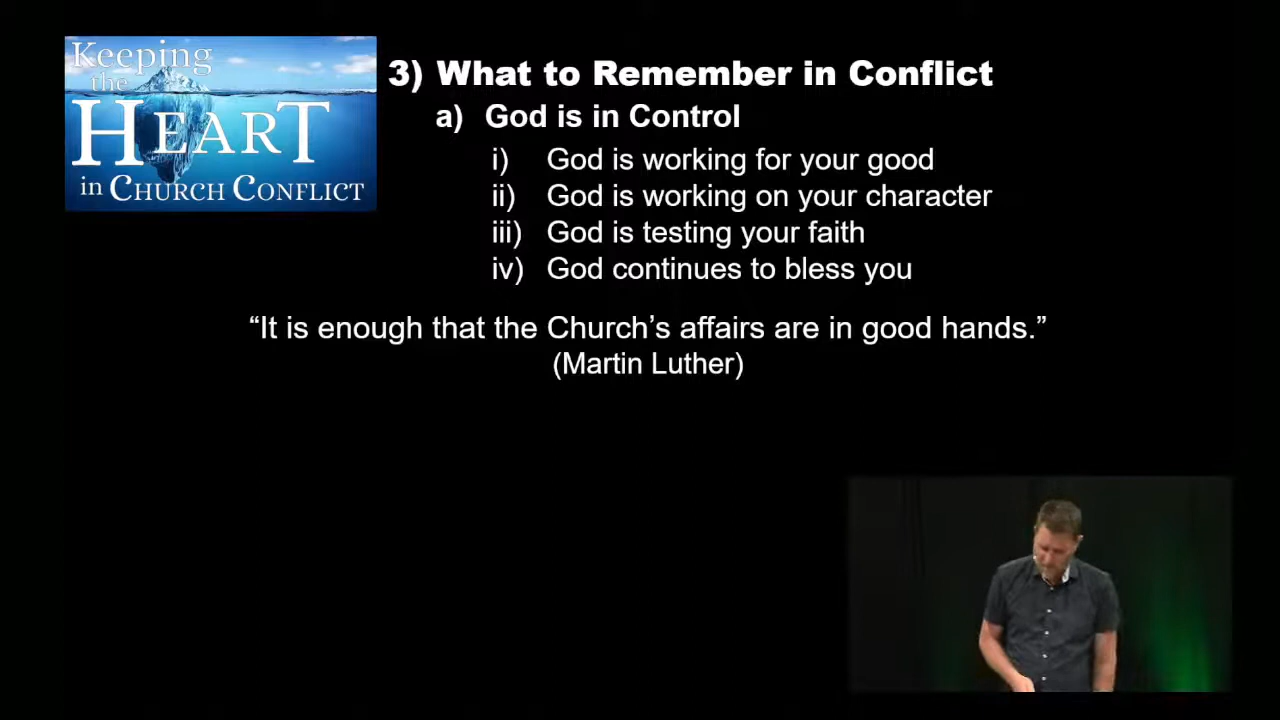 Keeping
the
HEART
in CHURCH CONFLICT
3) What to Remember in Conflict
a) God is in Control
i) God is working for your good
ii) God is working on your character
iii) God is testing your faith
iv) God continues to bless you
“It is enough that the Church’s affairs are in good hands.”
(Martin Luther)